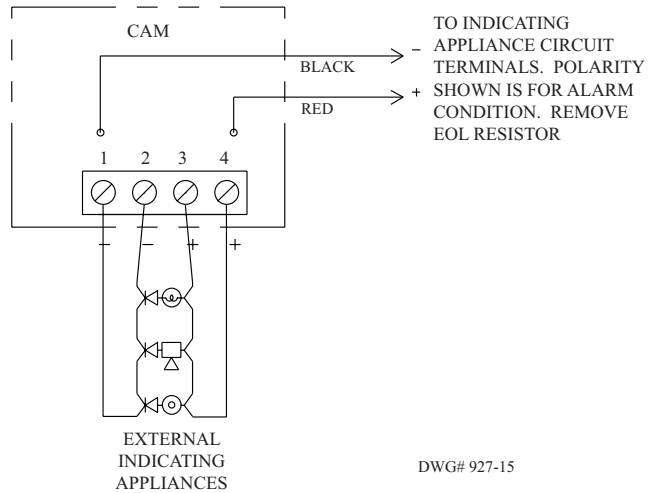 CAM
BLACK
RED
− TO INDICATING
APPLIANCE CIRCUIT
TERMINALS. POLARITY
+ SHOWN IS FOR ALARM
CONDITION. REMOVE
EOL RESISTOR
1 2 3 4
− − + +
EXTERNAL
INDICATING
APPLIANCES
DWG# 927-15